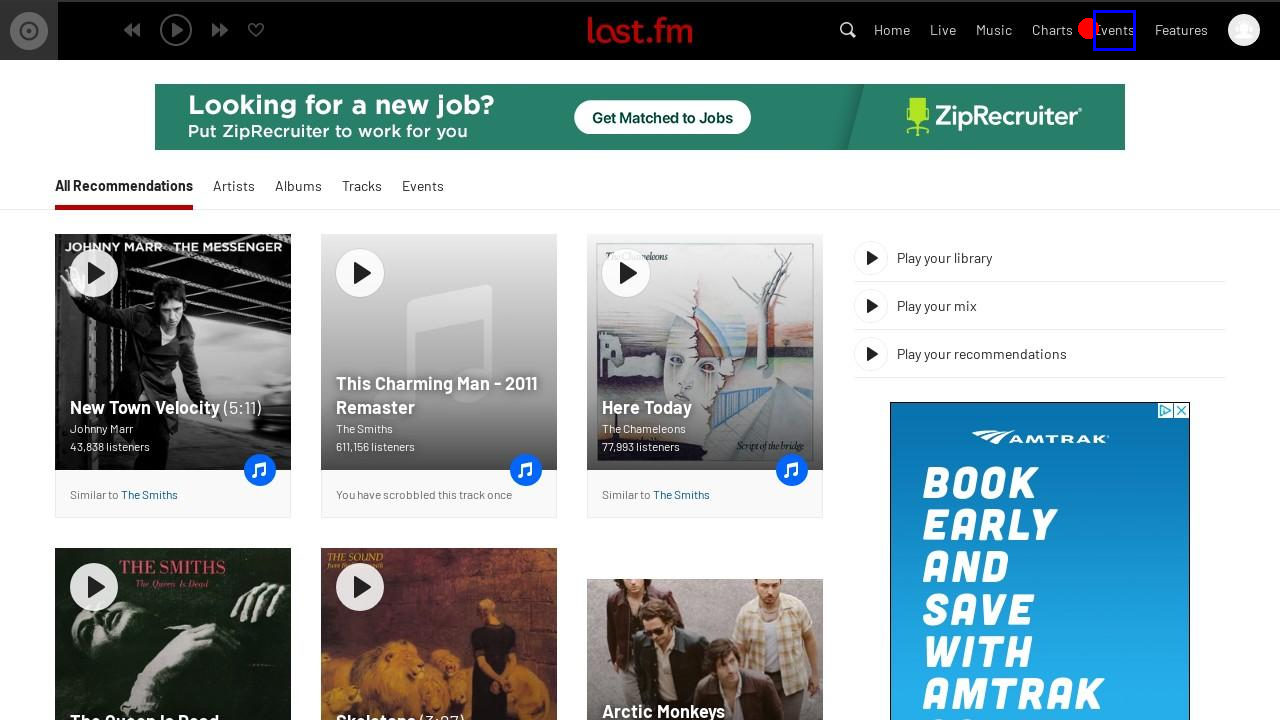 last.fm
Home
Live
Music
Charts
Events
Features
Looking for a new job?
Put ZipRecruiter to work for you
Get Matched to Jobs
ZipRecruiter
All Recommendations
Artists
Albums
Tracks
Events
JOHNNY MARR THE MESSENGER
New Town Velocity (5:11)
Johnny Marr
43,838 listeners
Similar to The Smiths
This Charming Man - 2011
Remaster
The Smiths
611,156 listeners
You have scrobbled this track once
Here Today
The Chameleons
77,993 listeners
Script of the bridge
Similar to The Smiths
Play your library
Play your mix
Play your recommendations
THE SMITHS
The Queen Is Dead
The Queen Is Dead
THE SOUND
Skeletons (3:27)
Arctic Monkeys
AMTRAK
BOOK
EARLY
AND
SAVE
WITH
AMTRAK